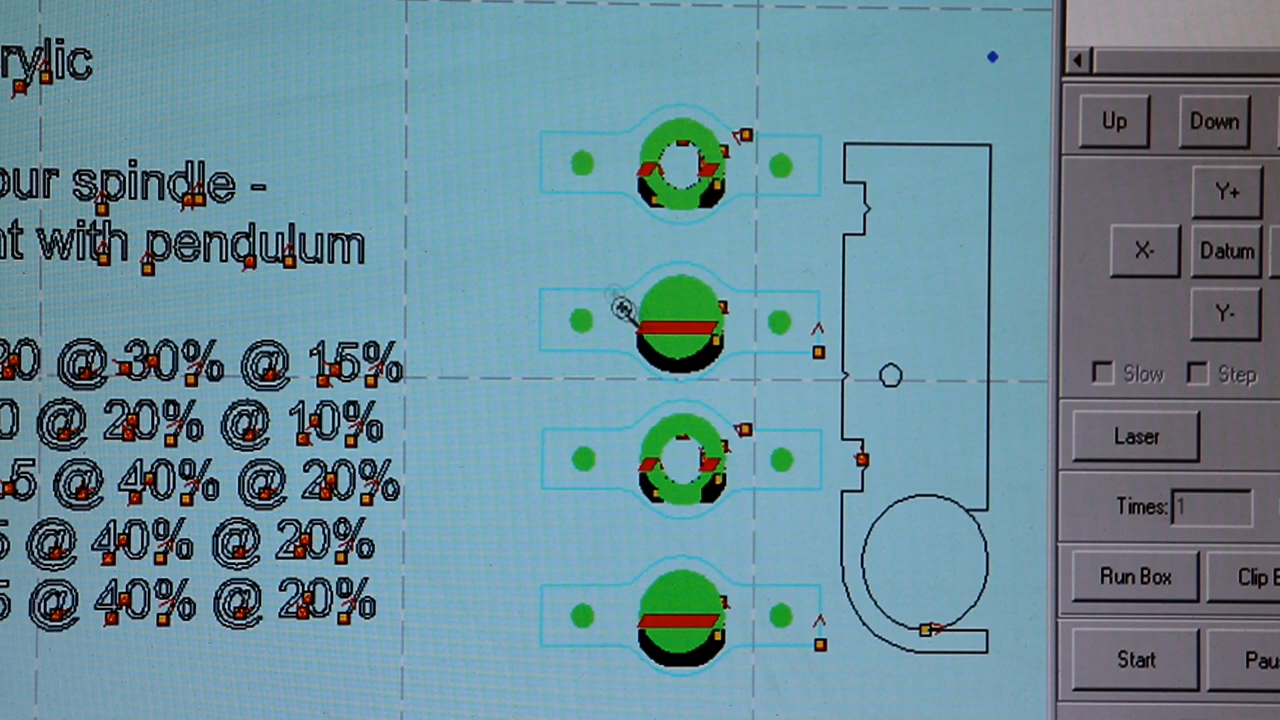 rylic
our spindle -
nt with pendulum
20 @ 30% @ 15%
0 @ 20% @ 10%
.5 @ 40% @ 20%
5 @ 40% @ 20%
5 @ 40% @ 20%
Up Down
Y+
X- Datum
Y-
Slow Step
Laser
Times: 1
Run Box Clip B
Start Pau